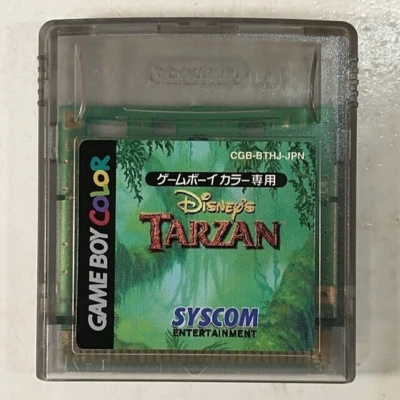 CGB-BTHJ-JPN
ゲームボーイカラー専用
DISNEY'S
TARZAN
SYSCOM
ENTERTAINMENT
GAME BOY COLOR